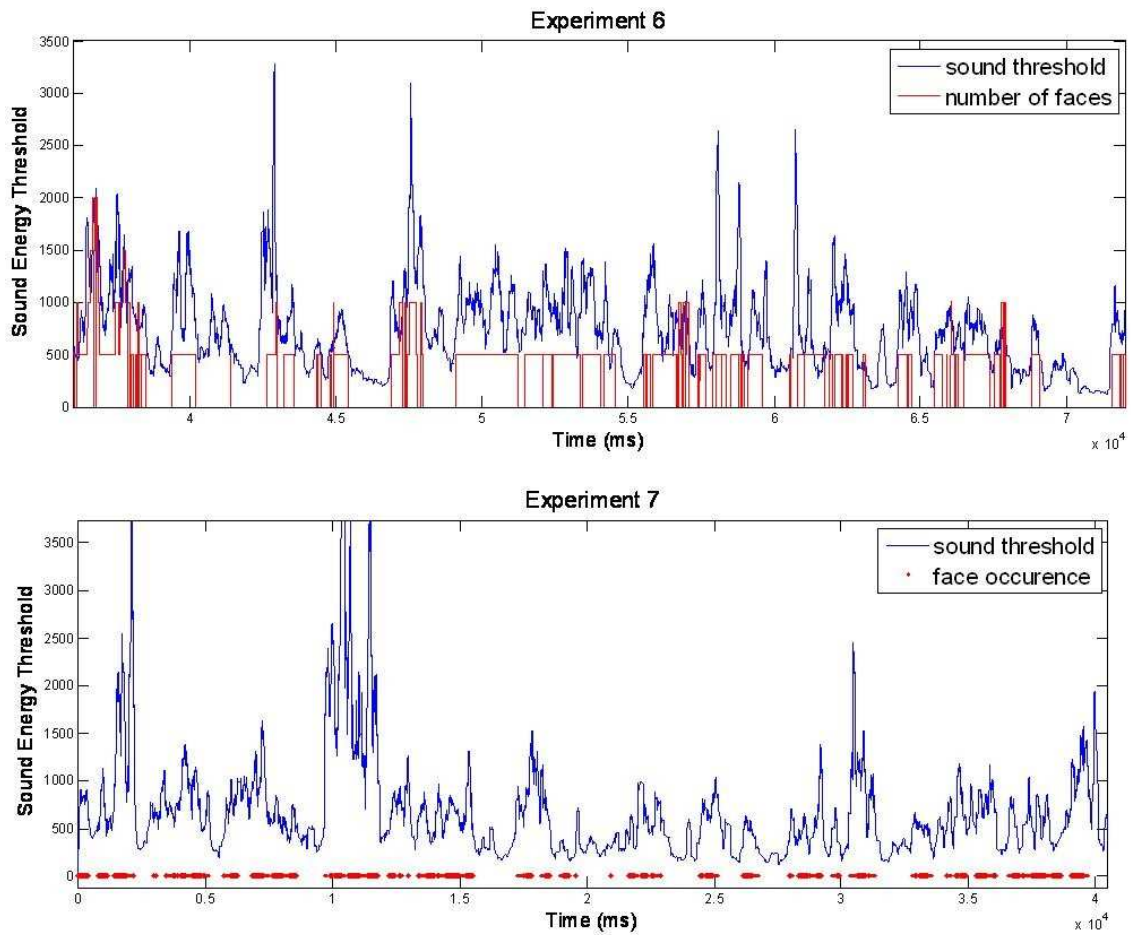 Experiment 6
3500
3000
2500
2000
1500
1000
500
0
Sound Energy Threshold
sound threshold
number of faces
4 4.5 5 5.5 6 6.5 7
Time (ms)
x 10^4
Experiment 7
3500
3000
2500
2000
1500
1000
500
0
Sound Energy Threshold
sound threshold
face occurence
0 0.5 1 1.5 2 2.5 3 3.5 4
Time (ms)
x 10^4